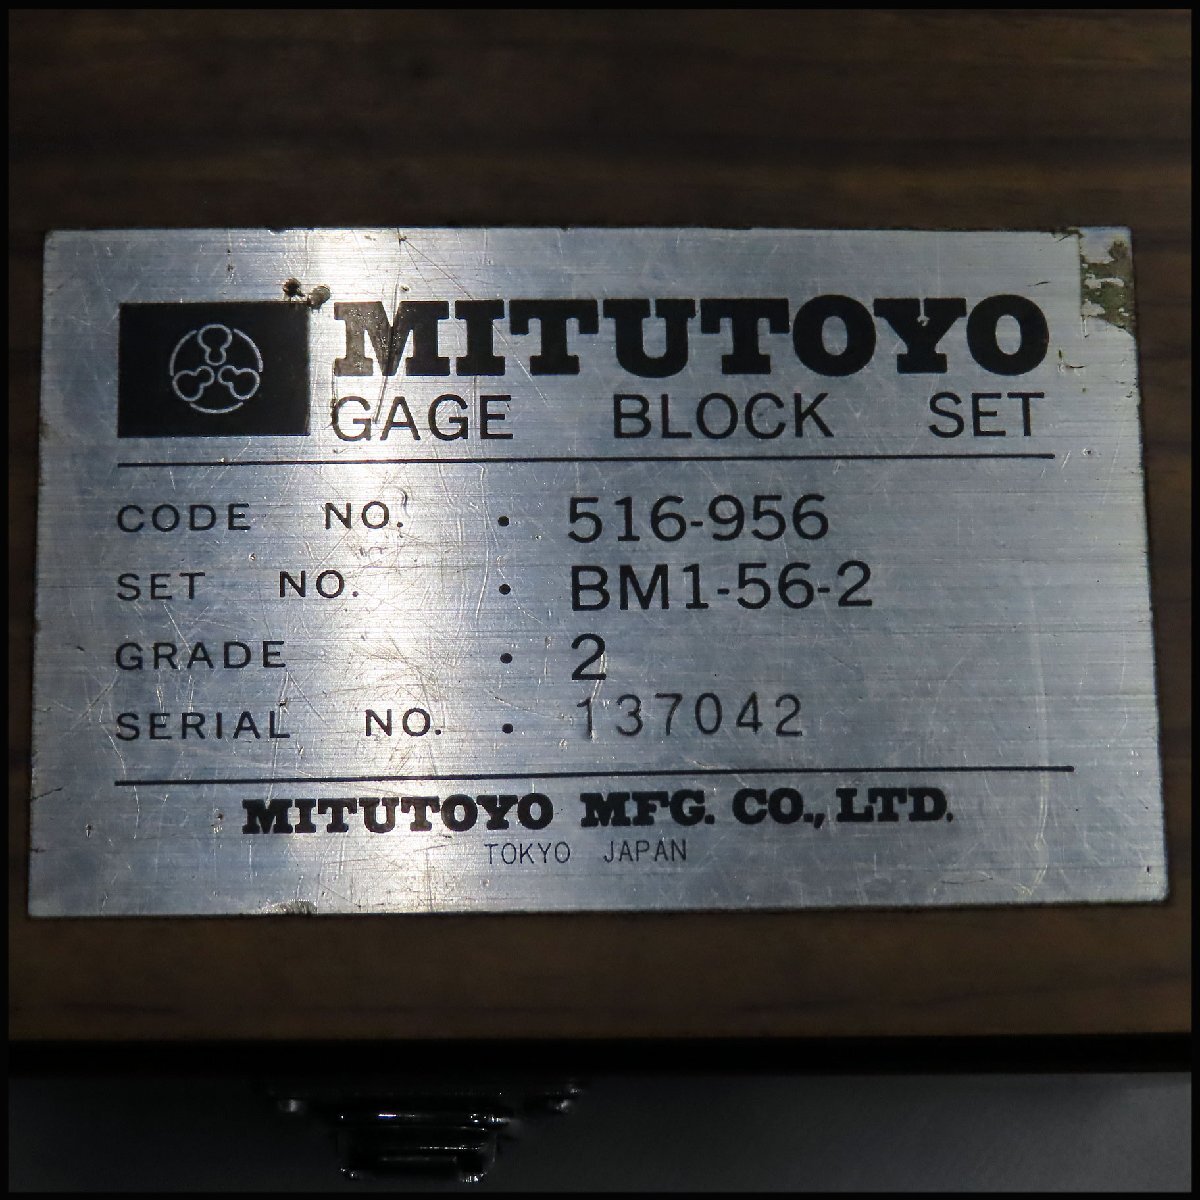 MITUTOYO
GAGE BLOCK SET
CODE NO. • 516-956
SET NO. • BM1-56-2
GRADE • 2
SERIAL NO. • 137042
MITUTOYO MFG. CO., LTD.
TOKYO JAPAN